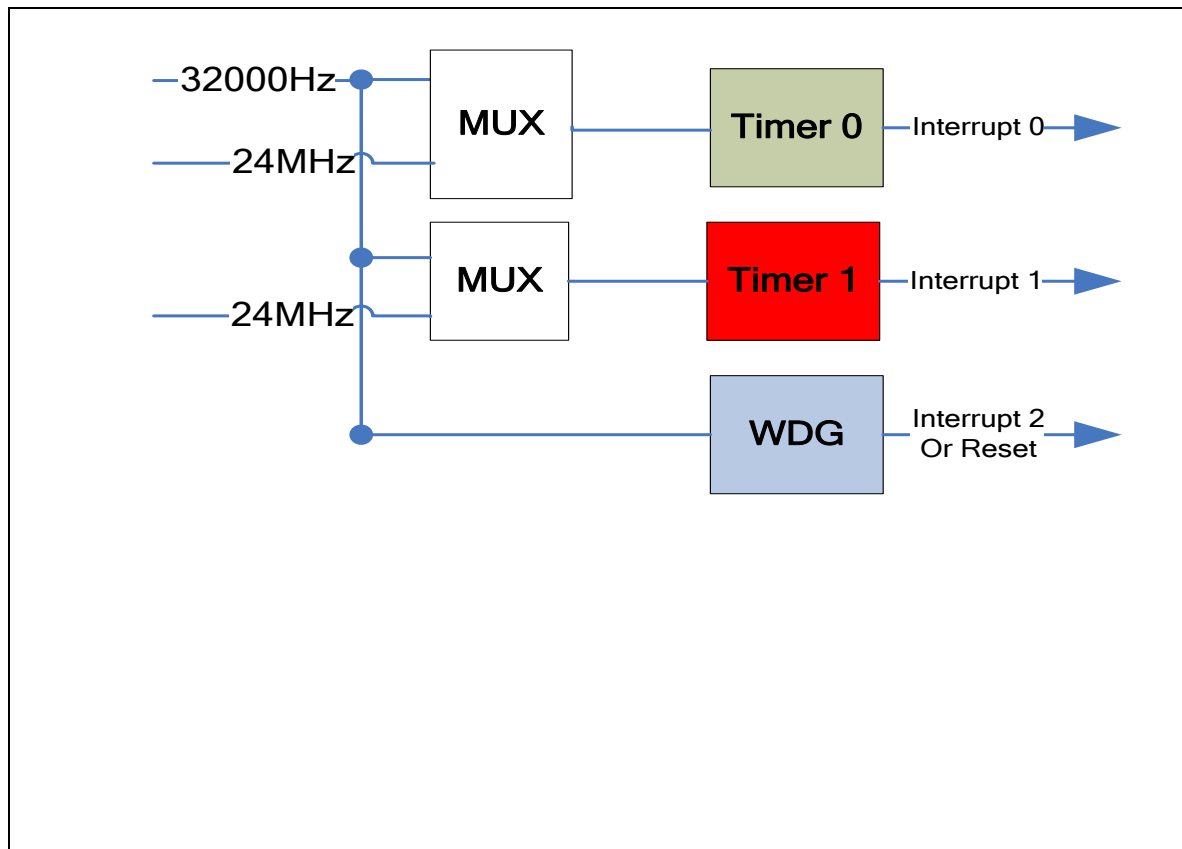 32000Hz
MUX
Timer 0
Interrupt 0
24MHz
MUX
Timer 1
Interrupt 1
24MHz
WDG
Interrupt 2
Or Reset